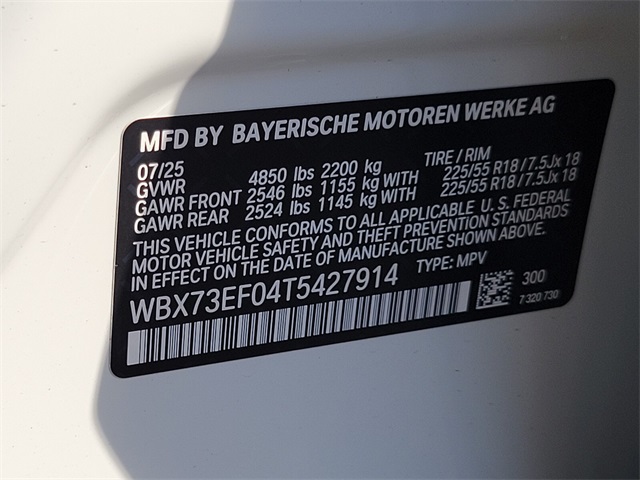 MFD BY BAYERISCHE MOTOREN WERKE AG
07/25 TIRE / RIM
GVWR 4850 lbs 2200 kg
GAWR FRONT 2546 lbs 1155 kg WITH 225/55 R18 / 7.5Jx18
GAWR REAR 2524 lbs 1145 kg WITH 225/55 R18 / 7.5Jx18
THIS VEHICLE CONFORMS TO ALL APPLICABLE U. S. FEDERAL
MOTOR VEHICLE SAFETY AND THEFT PREVENTION STANDARDS
IN EFFECT ON THE DATE OF MANUFACTURE SHOWN ABOVE.
WBX73EF04T5427914 TYPE: MPV
300
7 320 730